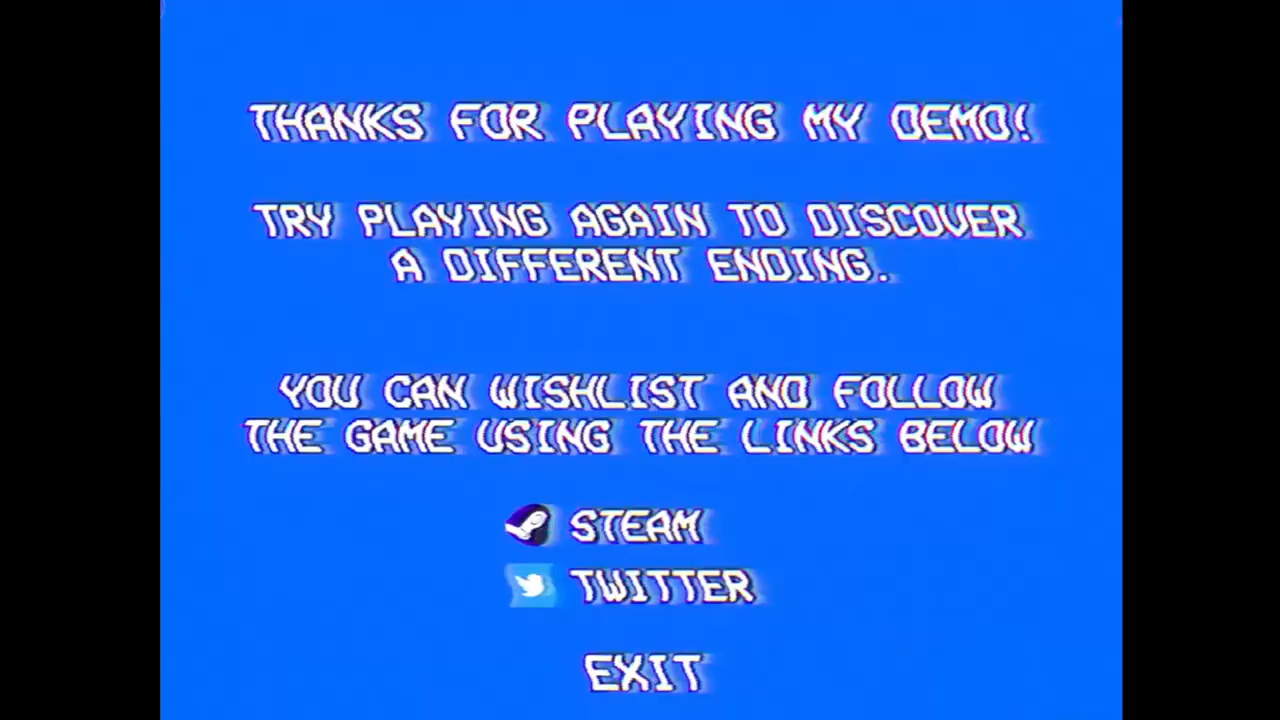 THANKS FOR PLAYING MY DEMO!
TRY PLAYING AGAIN TO DISCOVER
A DIFFERENT ENDING.
YOU CAN WISHLIST AND FOLLOW
THE GAME USING THE LINKS BELOW
STEAM
TWITTER
EXIT